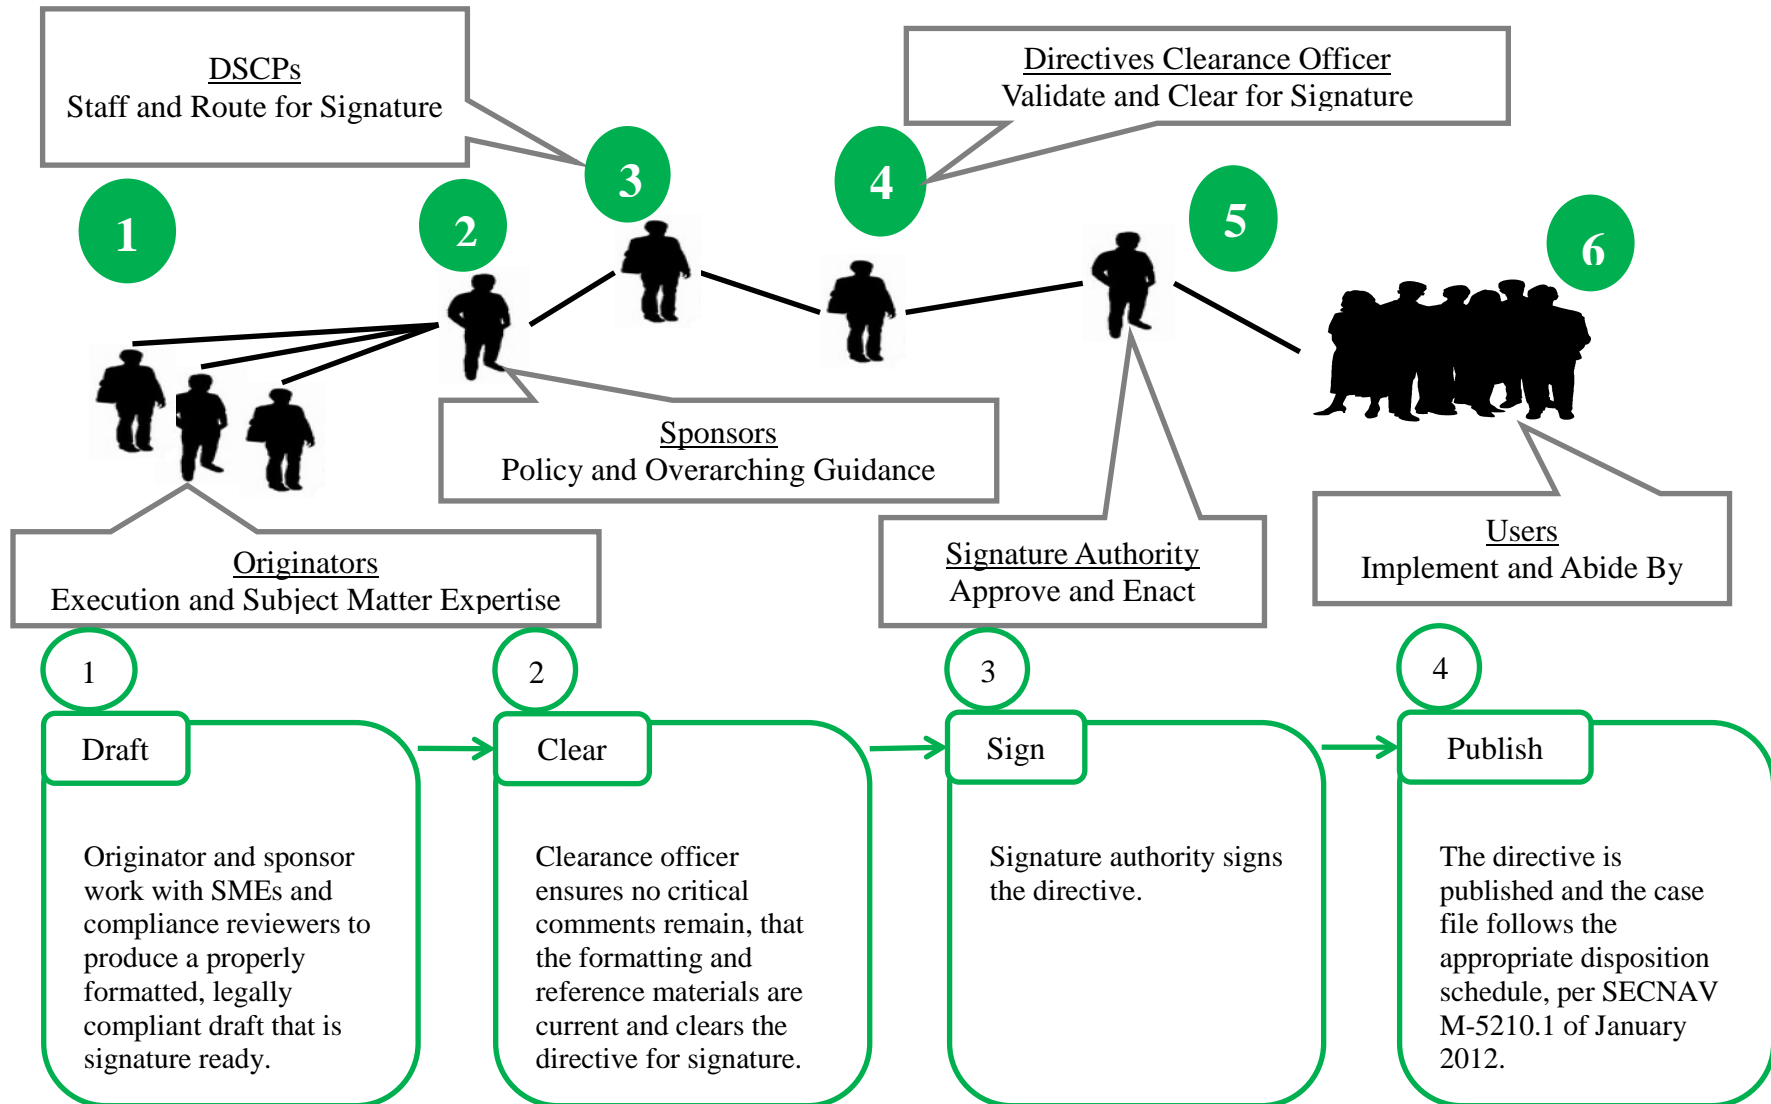 DSCPs
Staff and Route for Signature
Directives Clearance Officer
Validate and Clear for Signature
1
2
3
4
5
6
Sponsors
Policy and Overarching Guidance
Originators
Execution and Subject Matter Expertise
Signature Authority
Approve and Enact
Users
Implement and Abide By
1
Draft
Originator and sponsor
work with SMEs and
compliance reviewers to
produce a properly
formatted, legally
compliant draft that is
signature ready.
2
Clear
Clearance officer
ensures no critical
comments remain, that
the formatting and
reference materials are
current and clears the
directive for signature.
3
Sign
Signature authority signs
the directive.
4
Publish
The directive is
published and the case
file follows the
appropriate disposition
schedule, per SECNAV
M-5210.1 of January
2012.